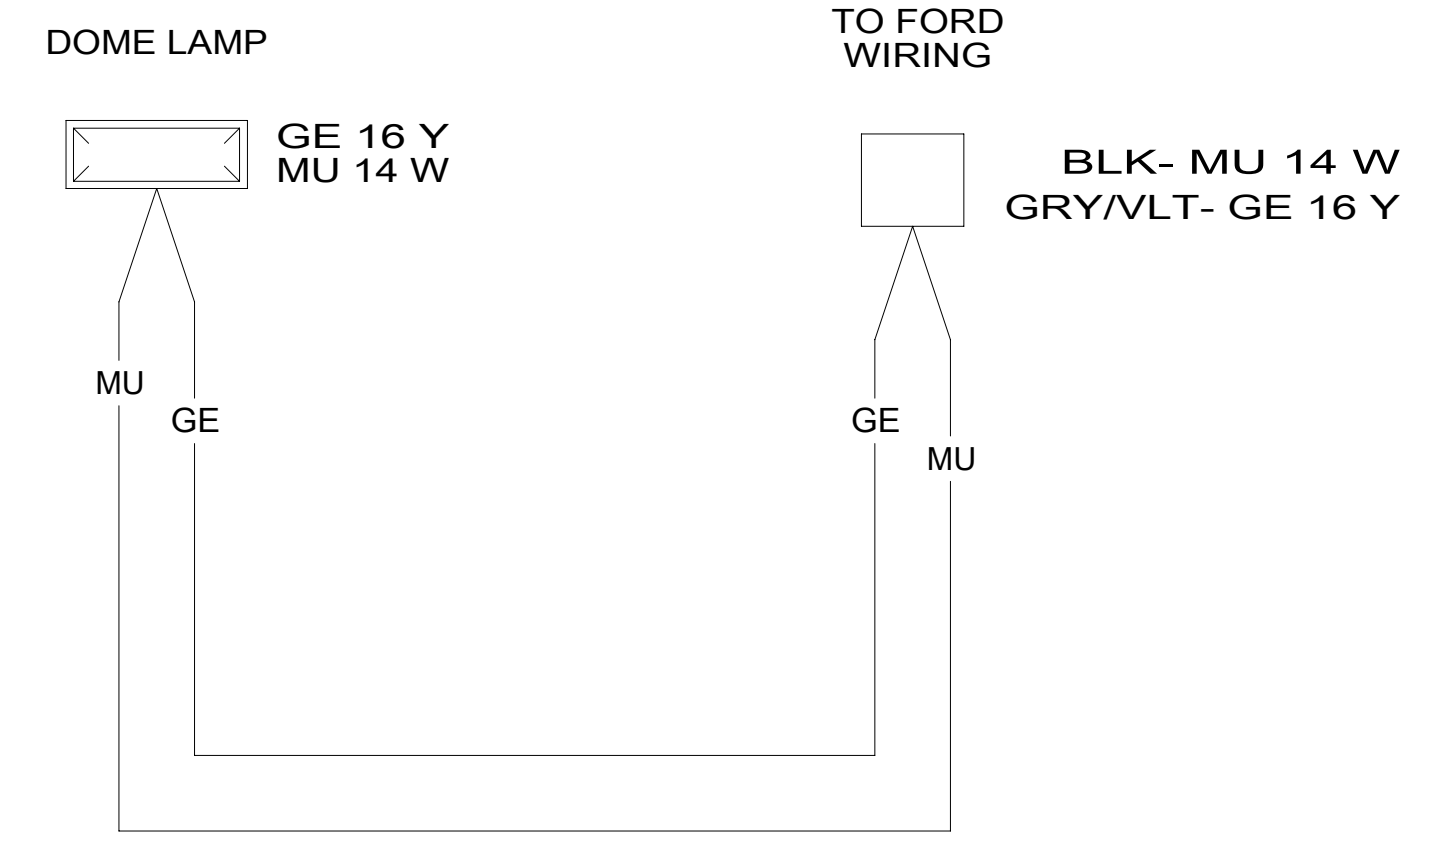 DOME LAMP
TO FORD
WIRING
GE 16 Y
MU 14 W
BLK- MU 14 W
GRY/VLT- GE 16 Y
MU
GE
GE
MU